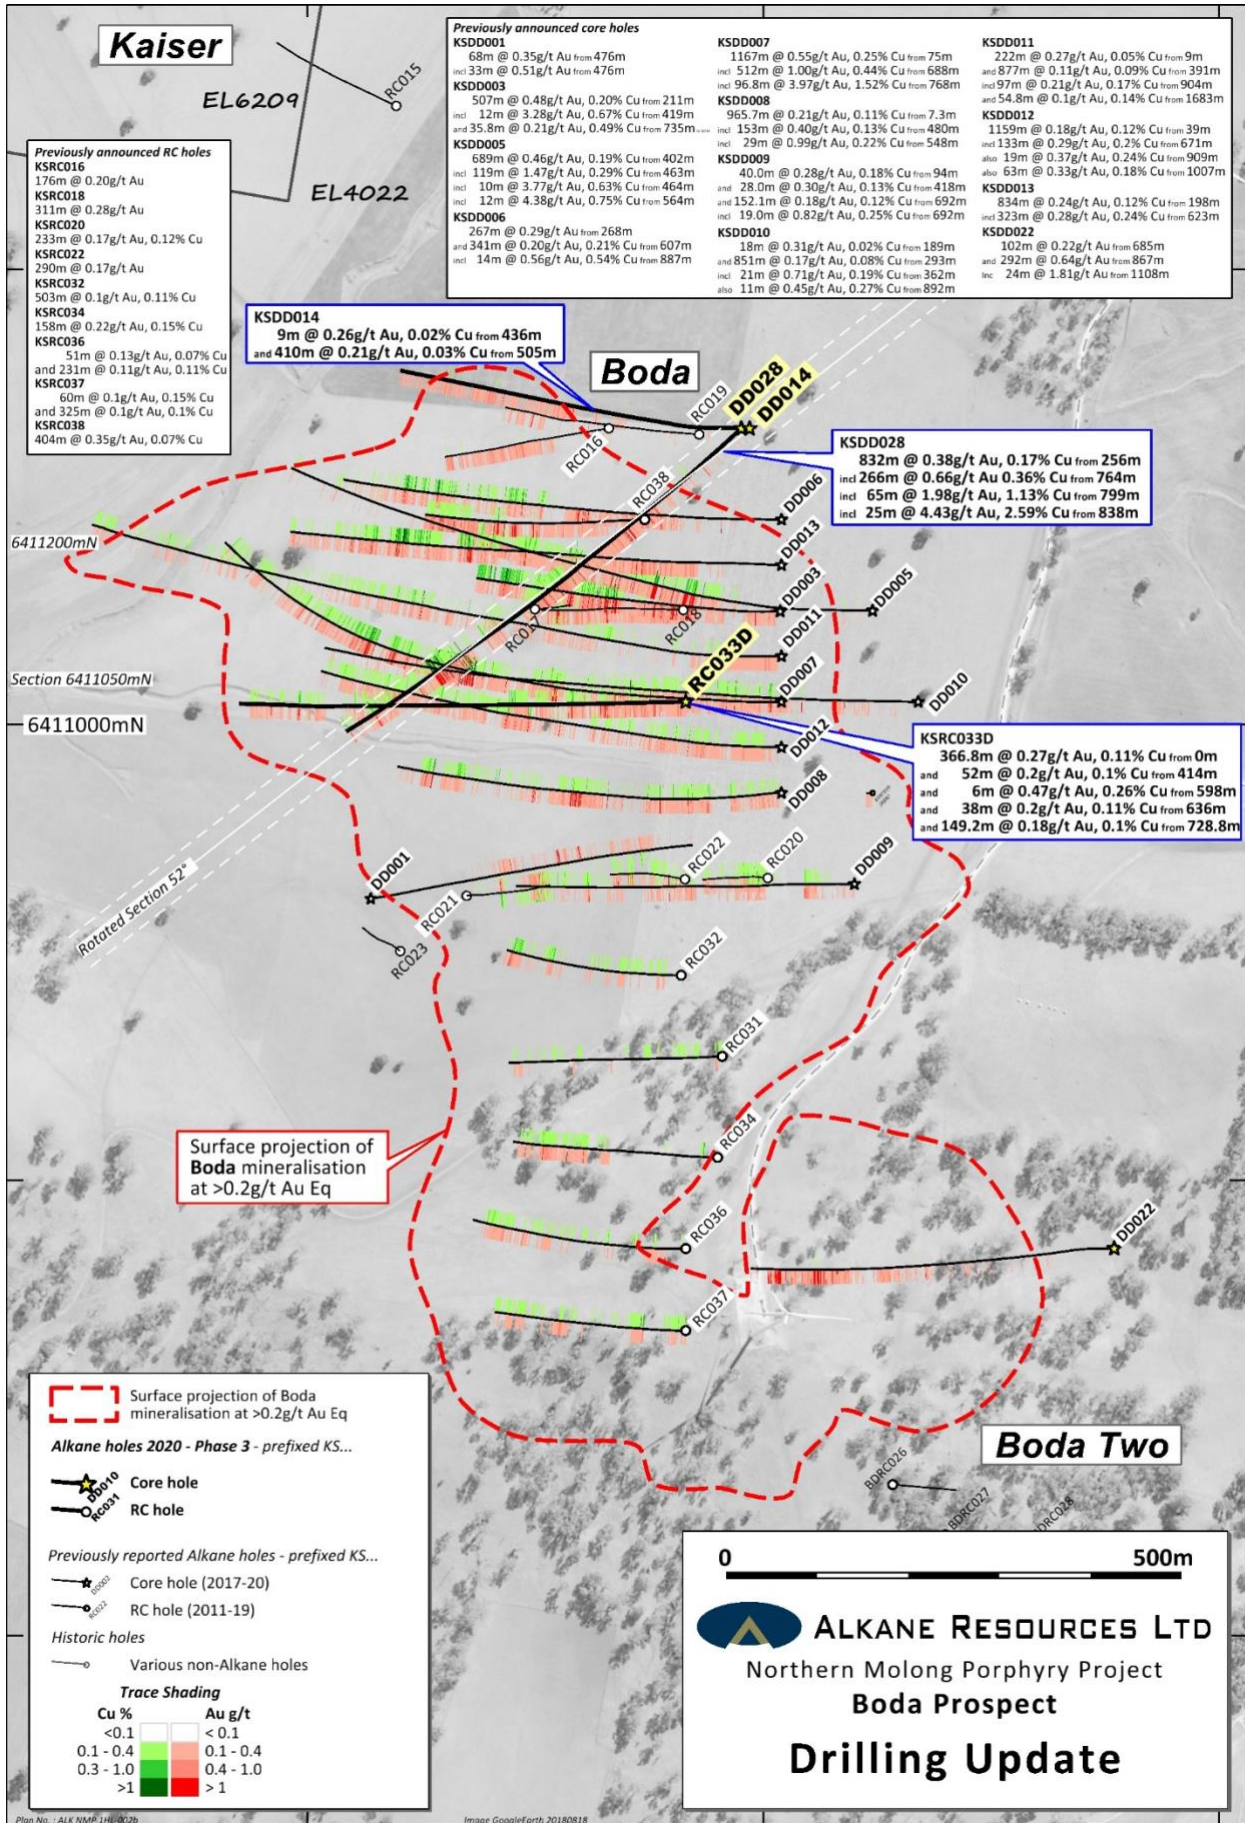 Kaiser
RC015
EL6209
EL4022
Previously announced core holes
KSDD001
68m @ 0.35g/t Au from 476m
incl 33m @ 0.51g/t Au from 476m
KSDD003
507m @ 0.48g/t Au, 0.20% Cu from 211m
incl 12m @ 3.28g/t Au, 0.67% Cu from 419m
and 35.8m @ 0.21g/t Au, 0.49% Cu from 735m
KSDD005
689m @ 0.46g/t Au, 0.19% Cu from 402m
incl 119m @ 1.47g/t Au, 0.29% Cu from 463m
incl 10m @ 3.77g/t Au, 0.63% Cu from 464m
incl 12m @ 4.38g/t Au, 0.75% Cu from 564m
KSDD006
267m @ 0.29g/t Au from 268m
and 341m @ 0.20g/t Au, 0.21% Cu from 607m
incl 14m @ 0.56g/t Au, 0.54% Cu from 887m
KSDD007
1167m @ 0.55g/t Au, 0.25% Cu from 75m
incl 512m @ 1.00g/t Au, 0.44% Cu from 688m
incl 96.8m @ 3.97g/t Au, 1.52% Cu from 768m
KSDD008
965.7m @ 0.21g/t Au, 0.11% Cu from 7.3m
incl 153m @ 0.40g/t Au, 0.13% Cu from 480m
incl 29m @ 0.99g/t Au, 0.22% Cu from 548m
KSDD009
40.0m @ 0.28g/t Au, 0.18% Cu from 94m
and 28.0m @ 0.30g/t Au, 0.13% Cu from 418m
and 152.1m @ 0.18g/t Au, 0.12% Cu from 692m
incl 19.0m @ 0.82g/t Au, 0.25% Cu from 692m
KSDD010
18m @ 0.31g/t Au, 0.02% Cu from 189m
and 851m @ 0.17g/t Au, 0.08% Cu from 293m
incl 21m @ 0.71g/t Au, 0.19% Cu from 362m
also 11m @ 0.45g/t Au, 0.27% Cu from 892m
KSDD011
222m @ 0.27g/t Au, 0.05% Cu from 9m
and 877m @ 0.11g/t Au, 0.09% Cu from 391m
incl 97m @ 0.21g/t Au, 0.17% Cu from 904m
and 54.8m @ 0.1g/t Au, 0.14% Cu from 1683m
KSDD012
1159m @ 0.18g/t Au, 0.12% Cu from 39m
incl 133m @ 0.29g/t Au, 0.2% Cu from 671m
also 19m @ 0.37g/t Au, 0.24% Cu from 909m
also 63m @ 0.33g/t Au, 0.18% Cu from 1007m
KSDD013
834m @ 0.24g/t Au, 0.12% Cu from 198m
incl 323m @ 0.28g/t Au, 0.24% Cu from 623m
KSDD022
102m @ 0.22g/t Au from 685m
and 292m @ 0.64g/t Au from 867m
Inc 24m @ 1.81g/t Au from 1108m
Previously announced RC holes
KSRC016
176m @ 0.20g/t Au
KSRC018
311m @ 0.28g/t Au
KSRC020
233m @ 0.17g/t Au, 0.12% Cu
KSRC022
290m @ 0.17g/t Au
KSRC032
503m @ 0.1g/t Au, 0.11% Cu
KSRC034
158m @ 0.22g/t Au, 0.15% Cu
KSRC036
51m @ 0.13g/t Au, 0.07% Cu
and 231m @ 0.11g/t Au, 0.11% Cu
KSRC037
60m @ 0.1g/t Au, 0.15% Cu
and 325m @ 0.1g/t Au, 0.1% Cu
KSRC038
404m @ 0.35g/t Au, 0.07% Cu
KSDD014
9m @ 0.26g/t Au, 0.02% Cu from 436m
and 410m @ 0.21g/t Au, 0.03% Cu from 505m
Boda
DD028
DD014
RC019
RC016
KSDD028
832m @ 0.38g/t Au, 0.17% Cu from 256m
incl 266m @ 0.66g/t Au 0.36% Cu from 764m
incl 65m @ 1.98g/t Au, 1.13% Cu from 799m
incl 25m @ 4.43g/t Au, 2.59% Cu from 838m
RC038
DD006
6411200mN
DD013
DD003
DD005
RC017
RC018
DD011
RC033D
Section 6411050mN
DD007
DD010
6411000mN
DD012
KSRC033D
366.8m @ 0.27g/t Au, 0.11% Cu from 0m
and 52m @ 0.2g/t Au, 0.1% Cu from 414m
and 6m @ 0.47g/t Au, 0.26% Cu from 598m
and 38m @ 0.2g/t Au, 0.11% Cu from 636m
and 149.2m @ 0.18g/t Au, 0.1% Cu from 728.8m
DD008
RC022
RC020
DD009
DD001
RC021
Rotated Section 52°
RC023
RC032
RC031
RC034
Surface projection of
Boda mineralisation
at >0.2g/t Au Eq
RC036
DD022
RC037
Surface projection of Boda
mineralisation at >0.2g/t Au Eq
Alkane holes 2020 - Phase 3 - prefixed KS...
DD010
Core hole
RC031
RC hole
Previously reported Alkane holes - prefixed KS...
DD002
Core hole (2017-20)
RC022
RC hole (2011-19)
Historic holes
Various non-Alkane holes
Trace Shading
Cu % Au g/t
<0.1 < 0.1
0.1 - 0.4 0.1 - 0.4
0.3 - 1.0 0.4 - 1.0
>1 > 1
Boda Two
BDRC026
BDRC027
BDRC028
0 500m
ALKANE RESOURCES LTD
Northern Molong Porphyry Project
Boda Prospect
Drilling Update
Plan No. : ALK NMP 1HL-002b
Image GoogleEarth 20180818